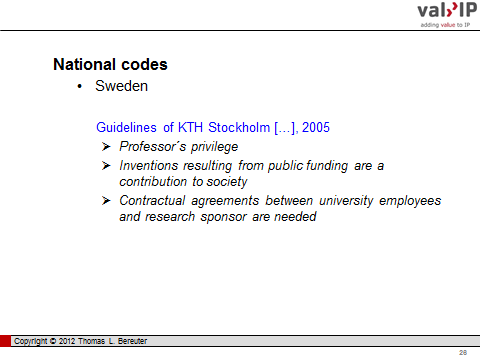 val IP
adding value to IP
National codes
• Sweden
Guidelines of KTH Stockholm […], 2005
➢ Professor´s privilege
➢ Inventions resulting from public funding are a
contribution to society
➢ Contractual agreements between university employees
and research sponsor are needed
Copyright © 2012 Thomas L. Bereuter
26